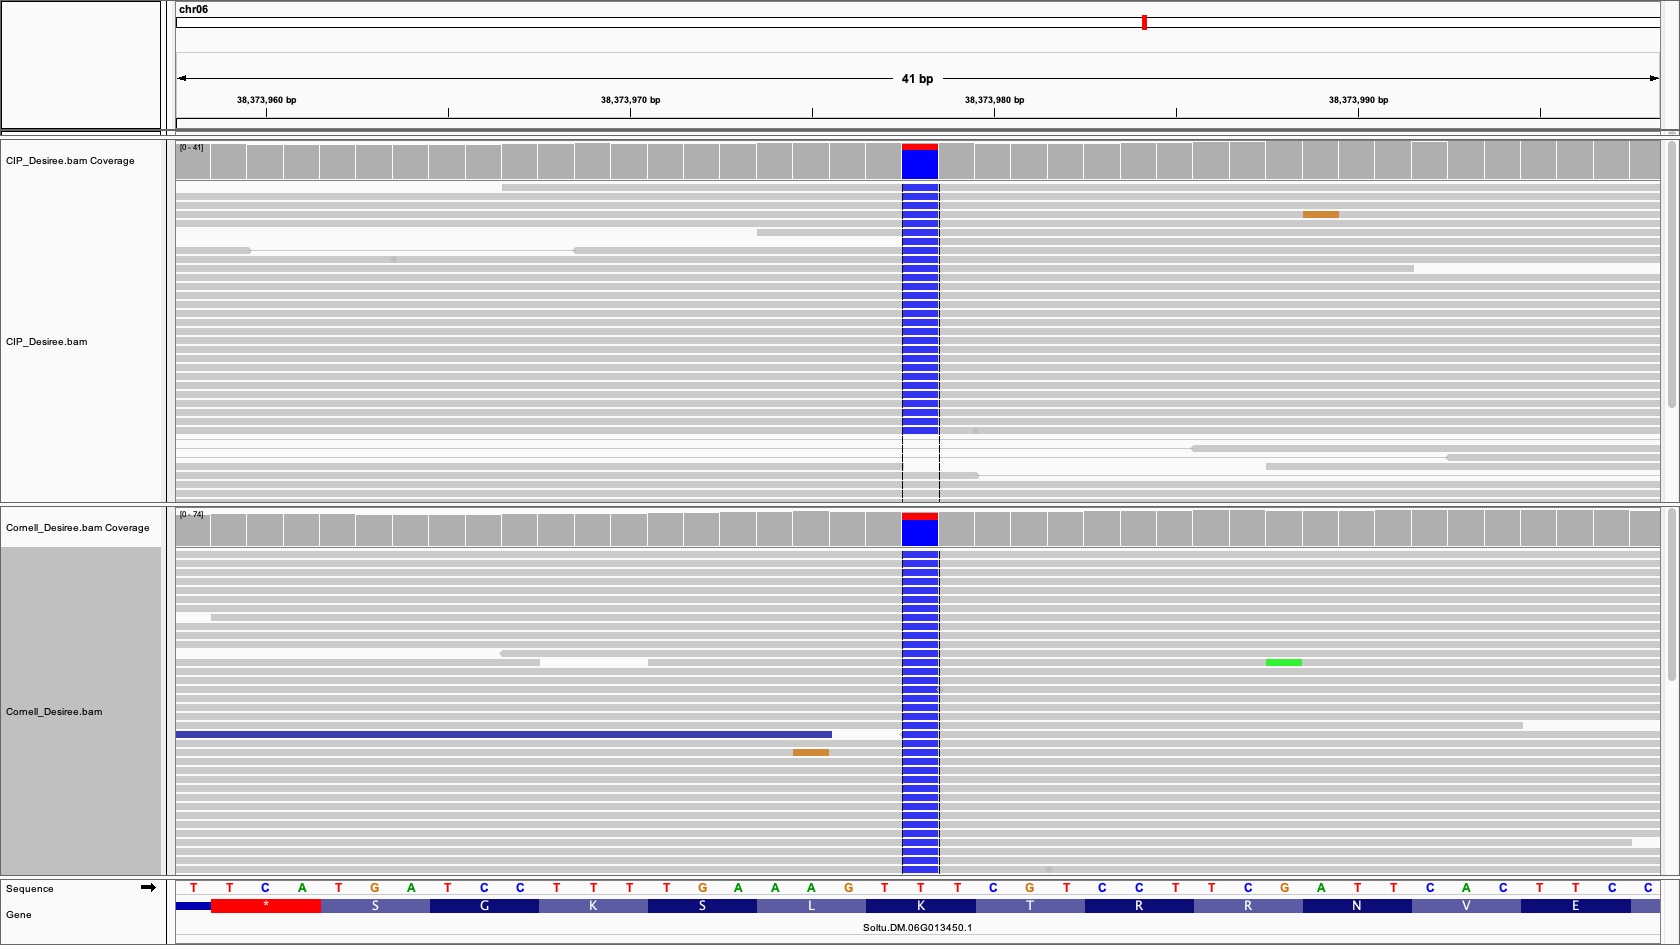 chr06
41 bp
38,373,960 bp 38,373,970 bp 38,373,980 bp 38,373,990 bp
CIP_Desiree.bam Coverage
[0 - 41]
CIP_Desiree.bam
Cornell_Desiree.bam Coverage
[0 - 74]
Cornell_Desiree.bam
Sequence T T C A T G A T C C T T T T G A A A G T T T C G T C C T T C G A T T C A C T T C C
Gene * S G K S L K T R R N V E
Soltu.DM.06G013450.1